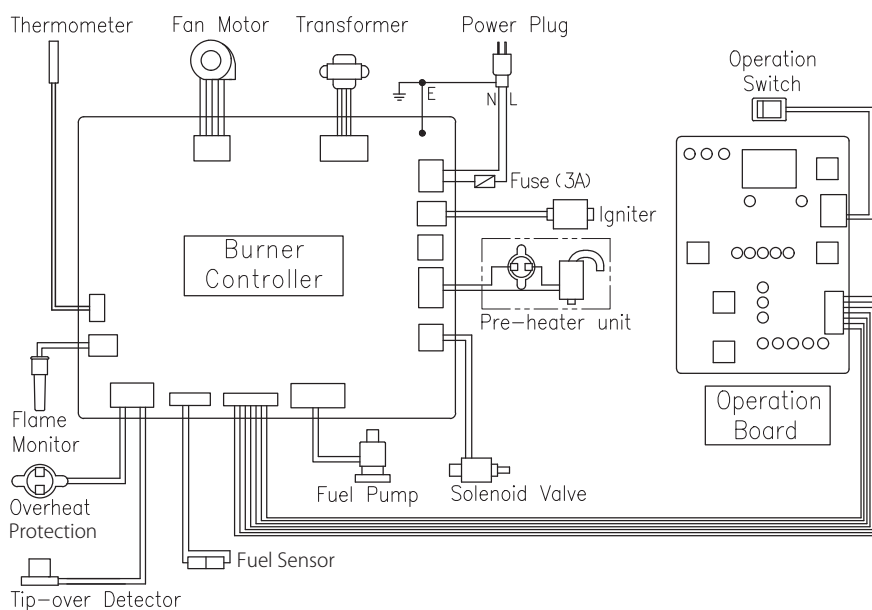 Thermometer
Fan Motor
Transformer
Power Plug
Operation
Switch
E
N
L
Fuse (3A)
Igniter
Burner
Controller
Pre-heater unit
Operation
Board
Flame
Monitor
Fuel Pump
Solenoid Valve
Overheat
Protection
Fuel Sensor
Tip-over Detector